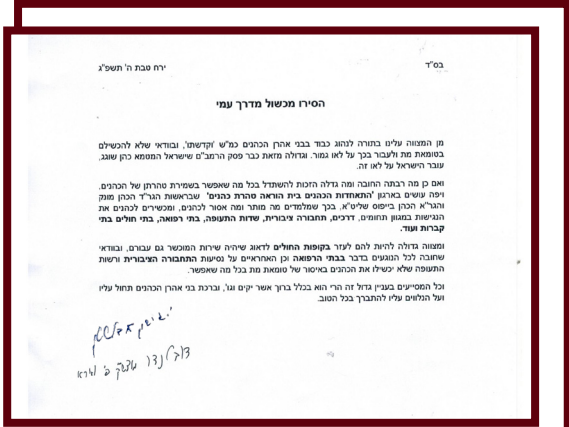 בס"ד
ירח טבת ה' תשפ"ג
הסירו מכשול מדרך עמי
מן המצווה עלינו בתורה לנהוג כבוד בבני אהרן הכהנים כמ"ש 'וקדשתו', ובוודאי שלא להכשילם
בטומאת מת ולעבור בכך על לאו גמור. וגדולה מזאת כבר פסק הרמב"ם שישראל המטמא כהן שוגג,
עובר הישראל על לאו זה.
ואם כן מה רבתה החובה ומה גדלה הזכות להשתדל בכל מה שאפשר בשמירת טהרתן של הכהנים,
ויפה עושים בארגון 'התאחדות הכהנים בית הוראה טהרת כהנים' שבראשות הגר"ד הכהן מונק
והגר"א הכהן בייפוס שליט"א, בכך שמלמדים מה מותר ומה אסור לכהנים, ומכשירים לכהנים את
הנגישות במגוון תחומים, דרכים, תחבורה ציבורית, שדות התעופה, בתי רפואה, בתי חולים בתי
קברות ועוד.
ומצווה גדולה להיות להם לעזר בקופות החולים לדאוג שיהיה שירות המוכשר גם עבורם, ובוודאי
שחובה לכל הנוגעים בדבר בבתי הרפואה וכן האחראיים על נסיעות התחבורה הציבורית ורשות
התעופה שלא יכשילו את הכהנים באיסור של טומאת מת בכל מה שאפשר.
וכל המסייעים בעניין גדול זה הרי הוא בכלל ברוך אשר יקים וגו', וברכת בני אהרן הכהנים תחול עליו
ועל הנלווים עליו להתברך בכל הטוב.
דב לנדו